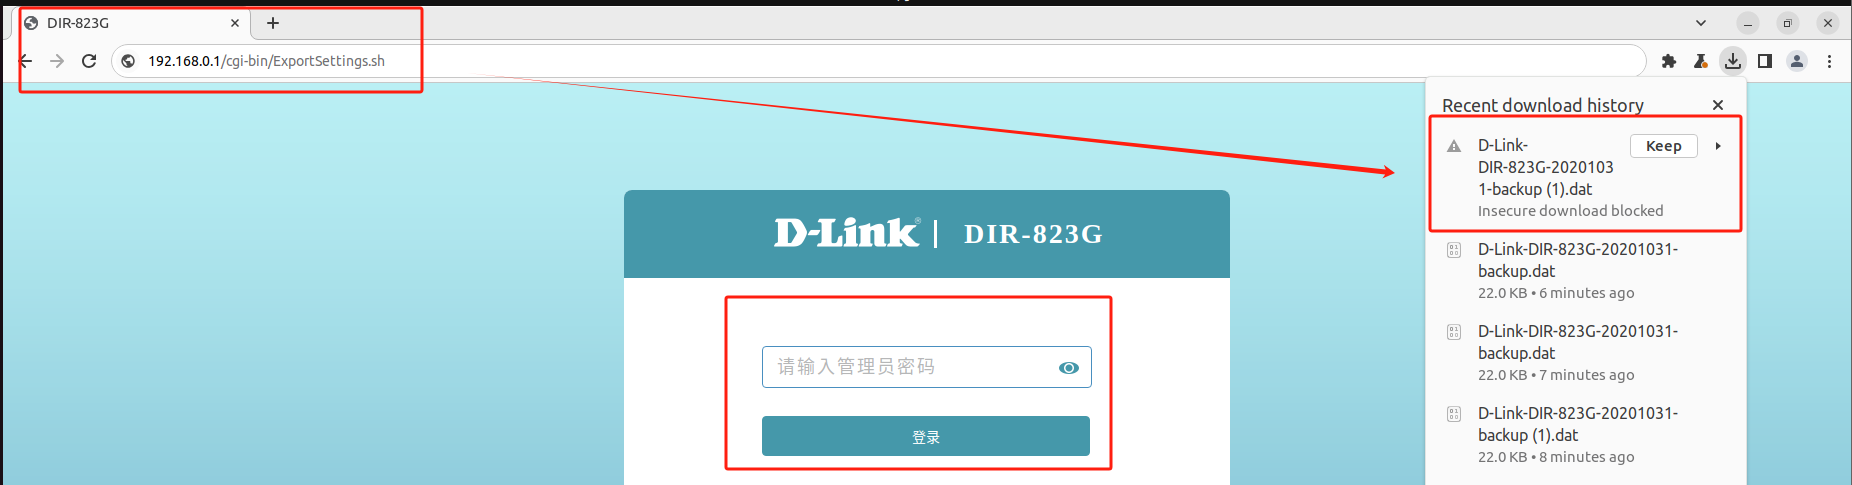 DIR-823G
192.168.0.1/cgi-bin/ExportSettings.sh
Recent download history
D-Link-
DIR-823G-2020103
1-backup (1).dat
Keep
Insecure download blocked
D-Link-DIR-823G-20201031-
backup.dat
22.0 KB • 6 minutes ago
D-Link-DIR-823G-20201031-
backup.dat
22.0 KB • 7 minutes ago
D-Link-DIR-823G-20201031-
backup (1).dat
22.0 KB • 8 minutes ago
D-Link® | DIR-823G
请输入管理员密码
登录